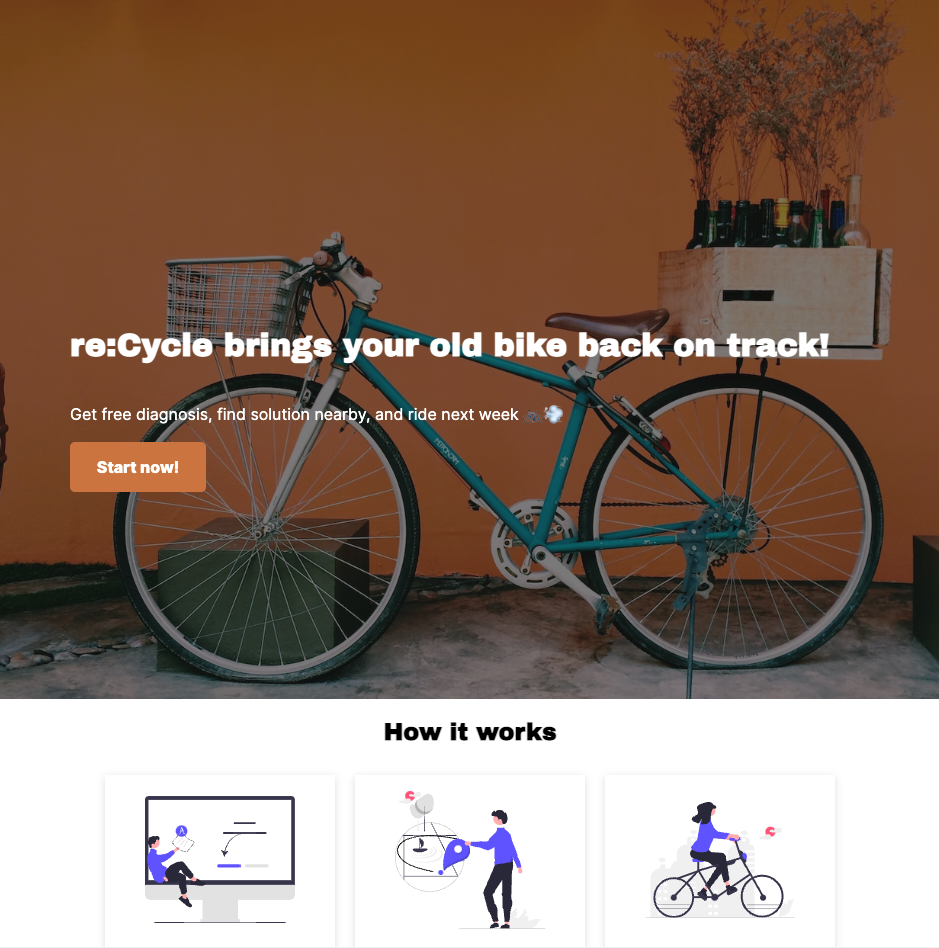 re:Cycle brings your old bike back on track!
Get free diagnosis, find solution nearby, and ride next week 🚲💨
Start now!
How it works
A